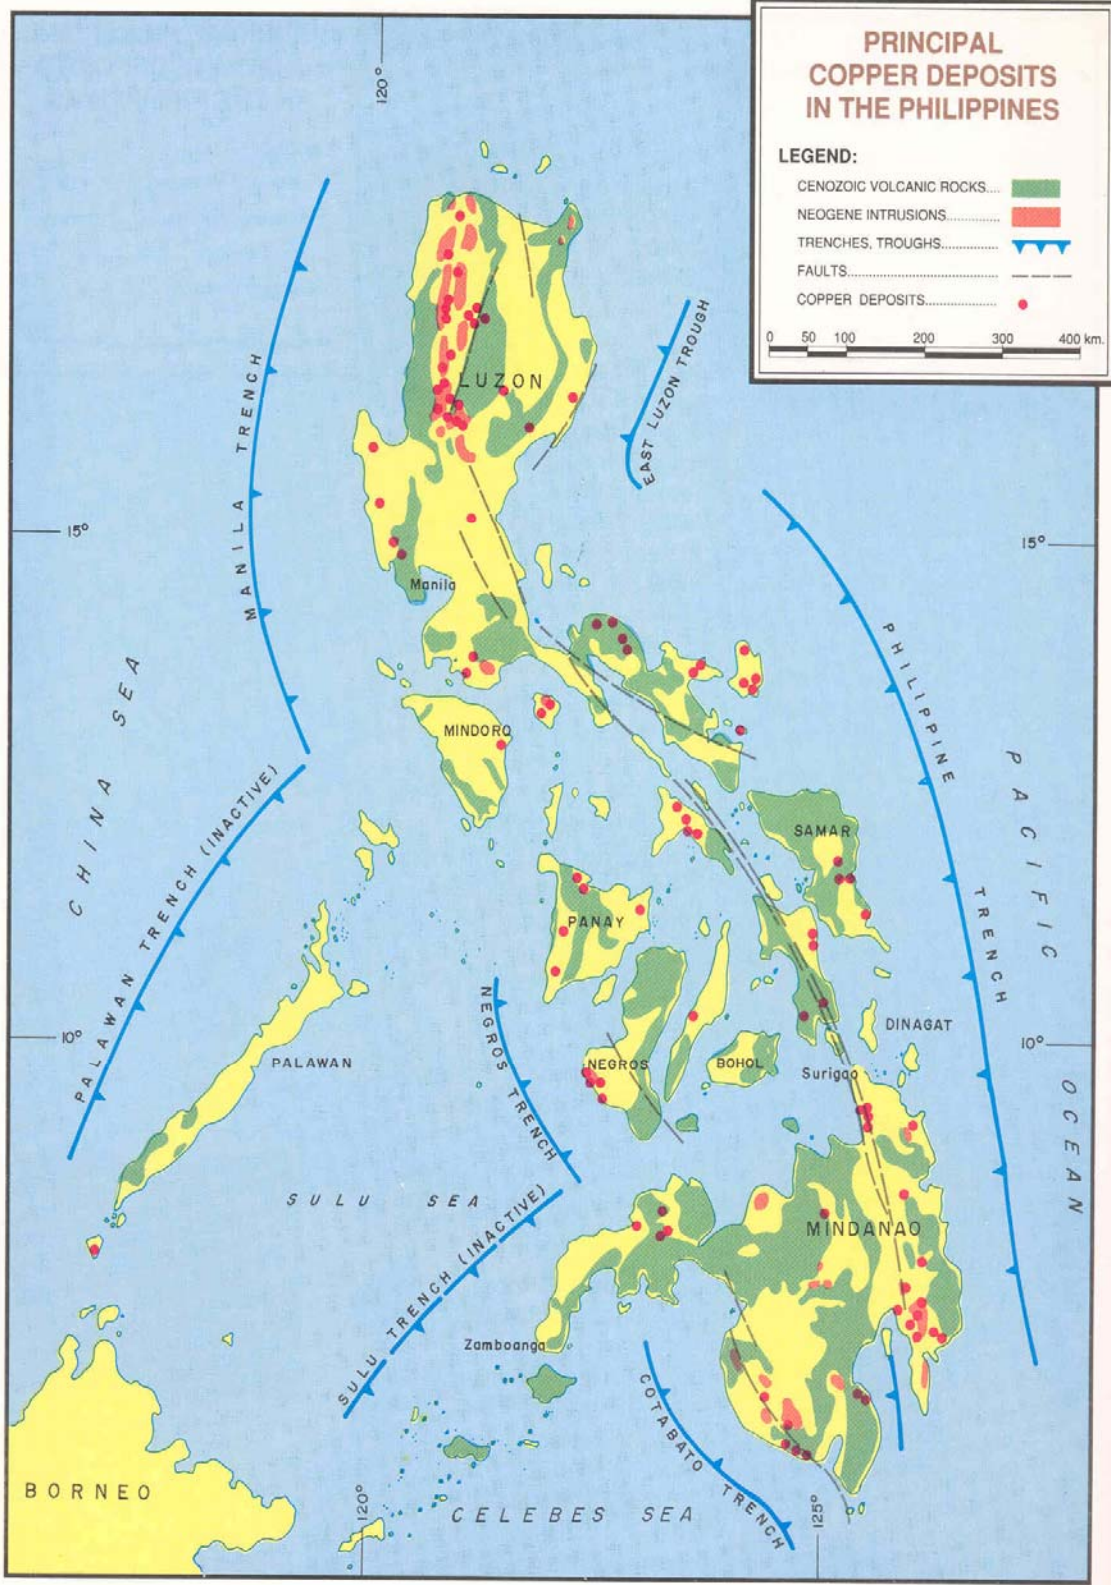 PRINCIPAL
COPPER DEPOSITS
IN THE PHILIPPINES
LEGEND:
CENOZOIC VOLCANIC ROCKS....
NEOGENE INTRUSIONS..............
TRENCHES, TROUGHS...............
FAULTS........................................
COPPER DEPOSITS...................
0 50 100 200 300 400 km.
120°
LUZON
EAST LUZON TROUGH
MANILA TRENCH
15°
15°
Manila
PHILIPPINE TRENCH
CHINA SEA
MINDORO
PACIFIC OCEAN
PALAWAN TRENCH (INACTIVE)
SAMAR
PANAY
NEGROS TRENCH
DINAGAT
10°
10°
PALAWAN
NEGROS
BOHOL
Surigao
SULU SEA
MINDANAO
SULU TRENCH (INACTIVE)
Zamboanga
COTABATO TRENCH
BORNEO
CELEBES SEA
120°
125°